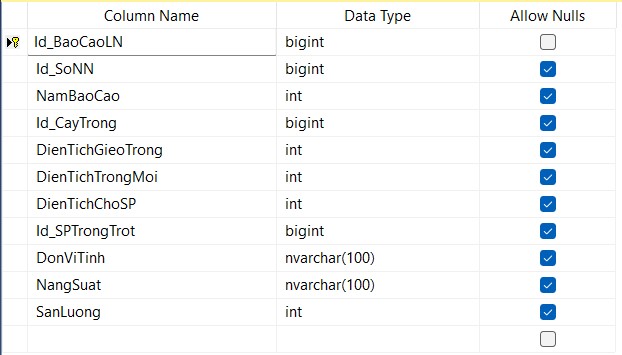 Column Name Data Type Allow Nulls
Id_BaoCaoLN bigint
Id_SoNN bigint
NamBaoCao int
Id_CayTrong bigint
DienTichGieoTrong int
DienTichTrongMoi int
DienTichChoSP int
Id_SPTrongTrot bigint
DonViTinh nvarchar(100)
NangSuat nvarchar(100)
SanLuong int